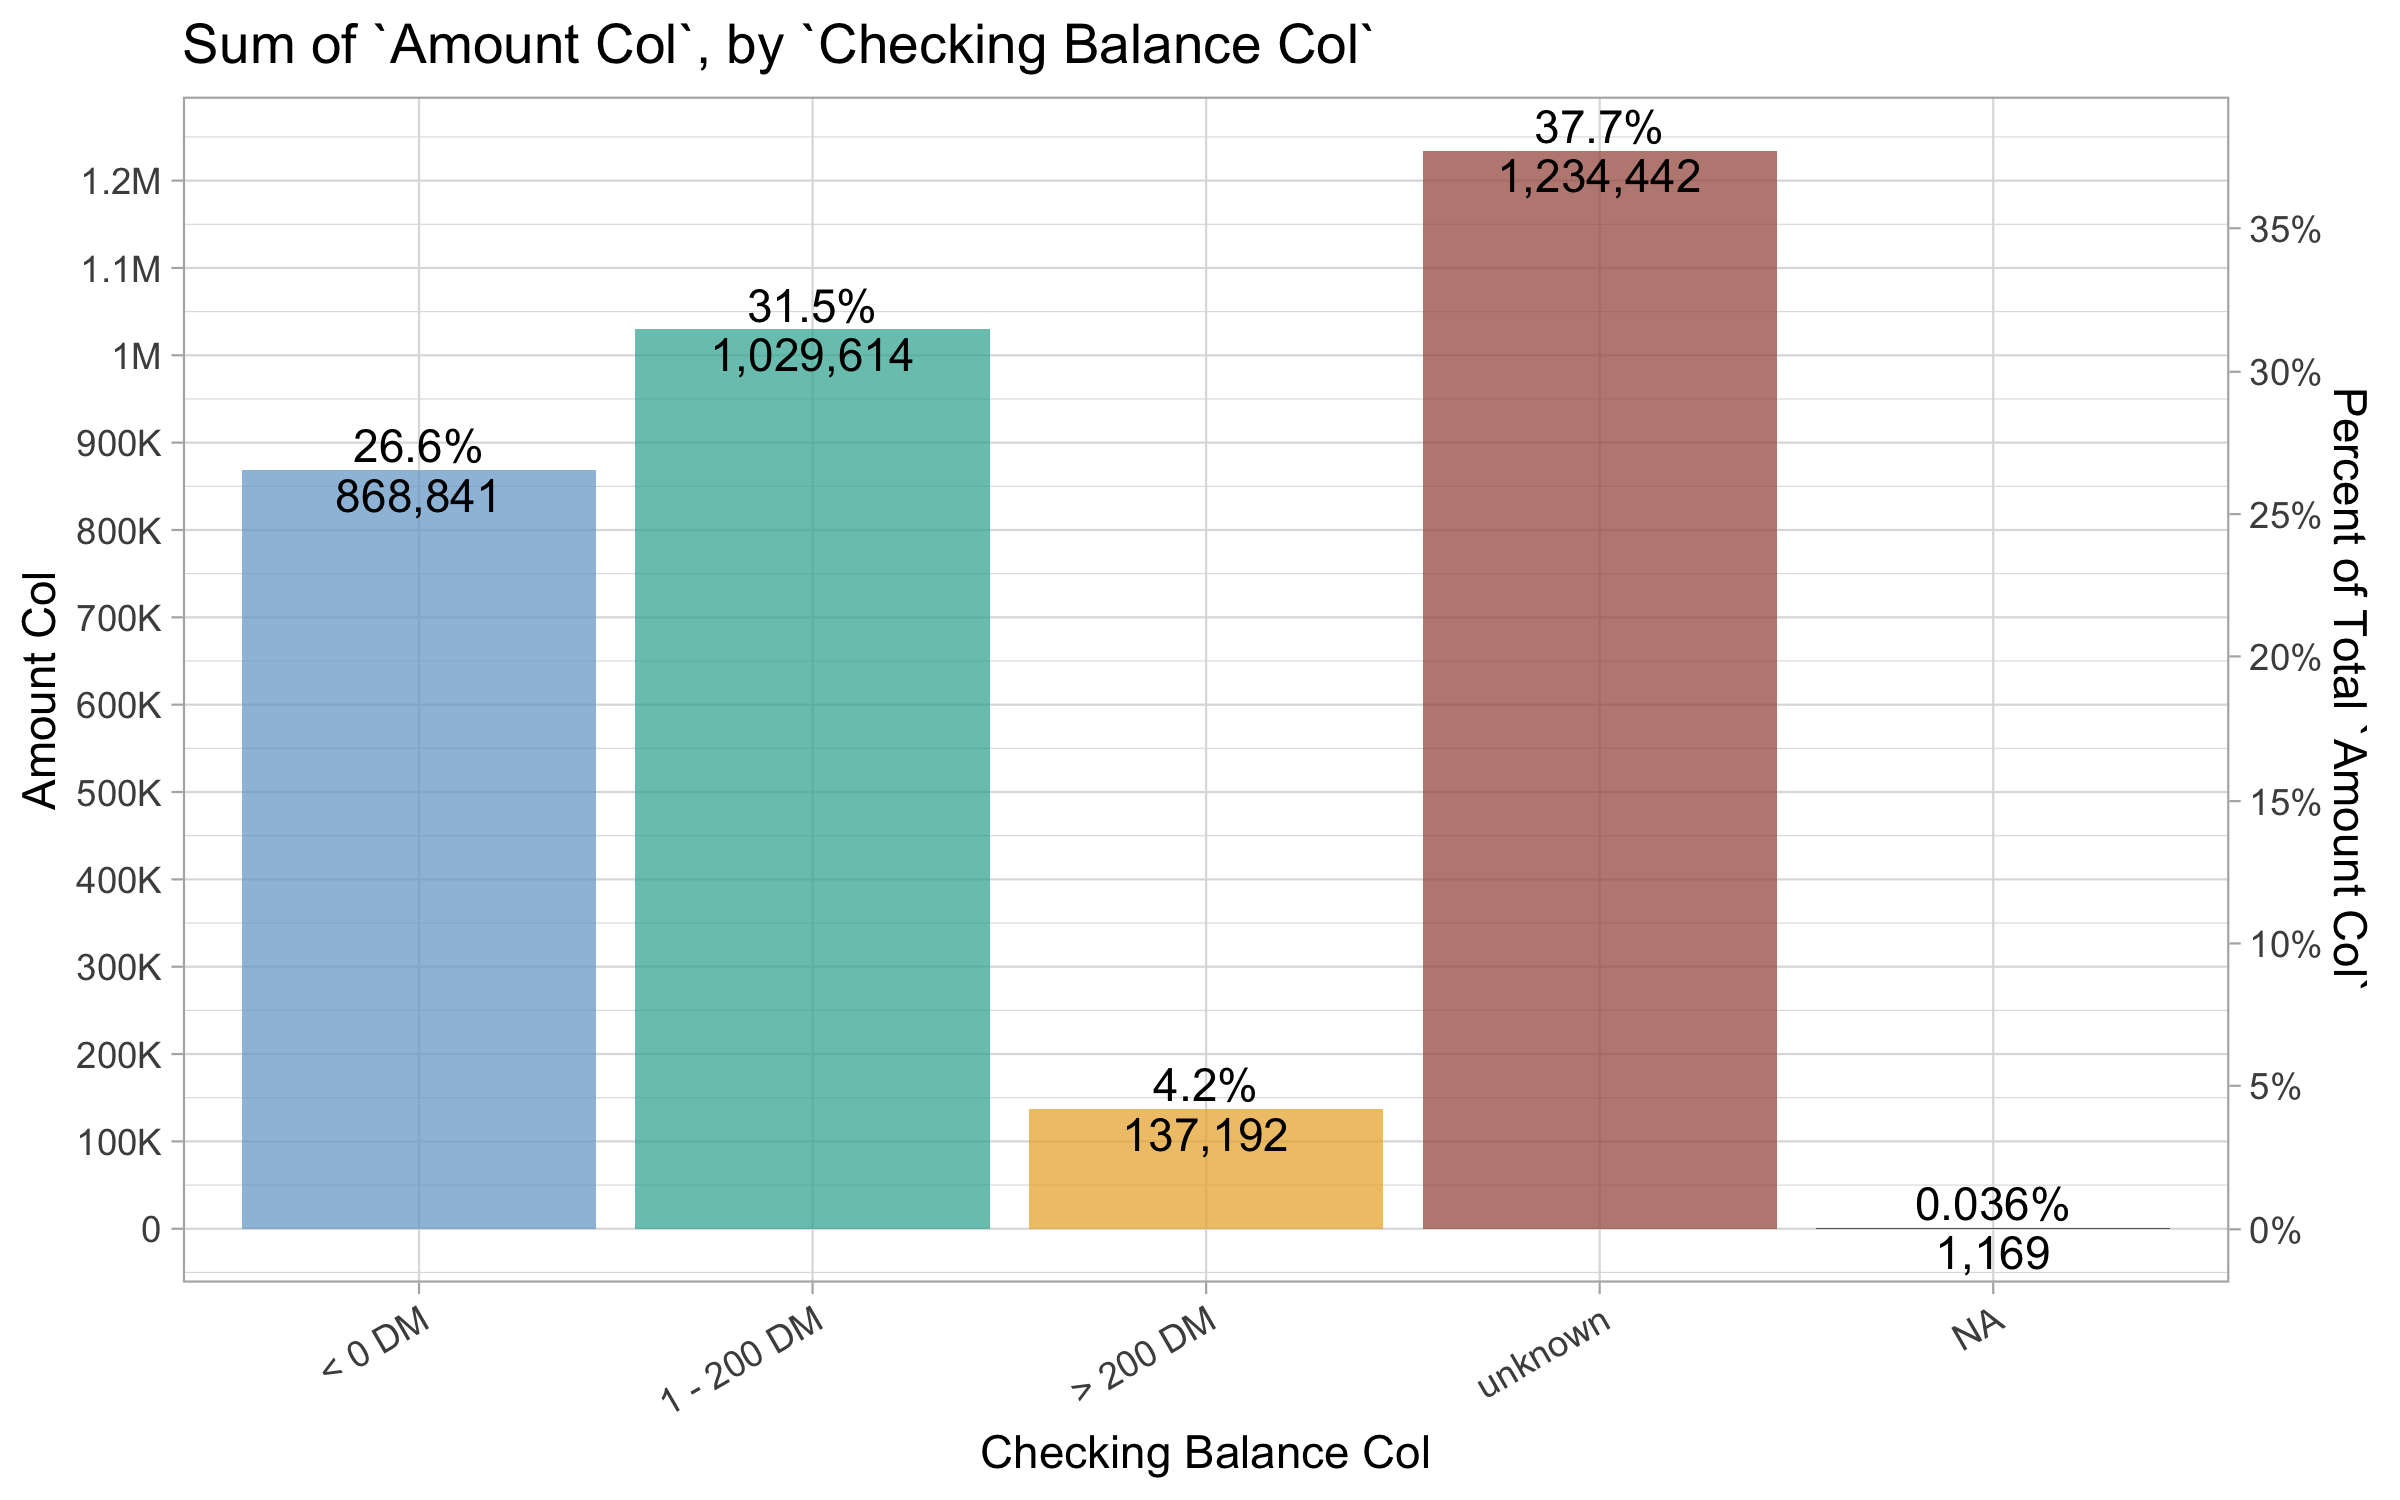 Sum of `Amount Col`, by `Checking Balance Col`
37.7%
1,234,442
1.2M
35%
1.1M
31.5%
1,029,614
1M
30%
900K
26.6%
868,841
25%
800K
700K
20%
600K
500K
15%
400K
300K
10%
200K
4.2%
137,192
5%
100K
0.036%
1,169
0
0%
Amount Col
Percent of Total `Amount Col`
< 0 DM
1 - 200 DM
> 200 DM
unknown
NA
Checking Balance Col